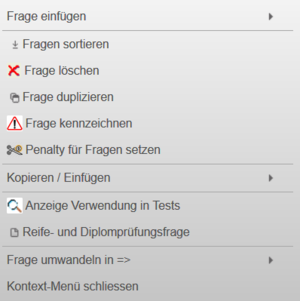 Frage einfügen
Fragen sortieren
Frage löschen
Frage duplizieren
Frage kennzeichnen
Penalty für Fragen setzen
Kopieren / Einfügen
Anzeige Verwendung in Tests
Reife- und Diplomprüfungsfrage
Frage umwandeln in =>
Kontext-Menü schliessen